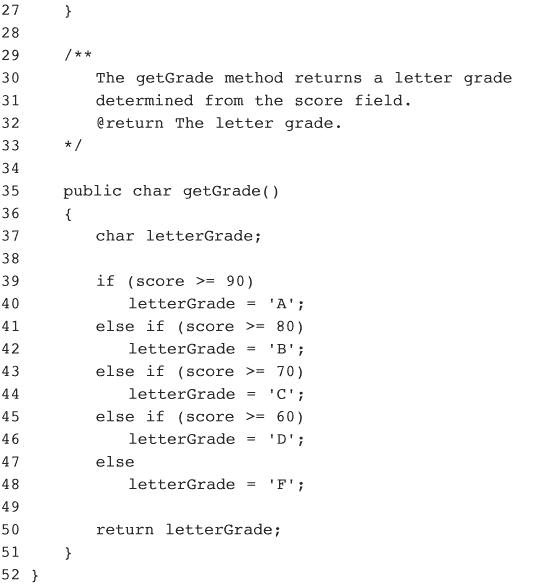 27     }
28
29     /**
30        The getGrade method returns a letter grade
31        determined from the score field.
32        @return The letter grade.
33     */
34
35     public char getGrade()
36     {
37        char letterGrade;
38
39        if (score >= 90)
40           letterGrade = 'A';
41        else if (score >= 80)
42           letterGrade = 'B';
43        else if (score >= 70)
44           letterGrade = 'C';
45        else if (score >= 60)
46           letterGrade = 'D';
47        else
48           letterGrade = 'F';
49
50        return letterGrade;
51     }
52 }